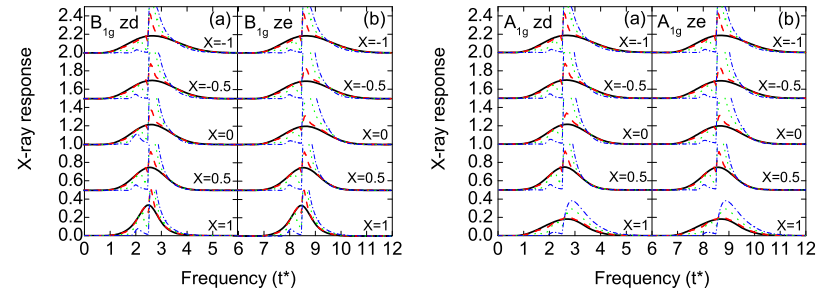 B1g zd (a)
B1g ze (b)
X=-1
X=-1
X=-0.5
X=-0.5
X=0
X=0
X=0.5
X=0.5
X=1
X=1
2.4
2.2
2.0
1.8
1.6
1.4
1.2
1.0
0.8
0.6
0.4
0.2
0.0
0 1 2 3 4 5 6 8 10 12
X-ray response
Frequency (t*)
A1g zd (a)
A1g ze (b)
X=-1
X=-1
X=-0.5
X=-0.5
X=0
X=0
X=0.5
X=0.5
X=1
X=1
2.4
2.2
2.0
1.8
1.6
1.4
1.2
1.0
0.8
0.6
0.4
0.2
0.0
0 1 2 3 4 5 6 7 8 9 10 11 12
X-ray response
Frequency (t*)